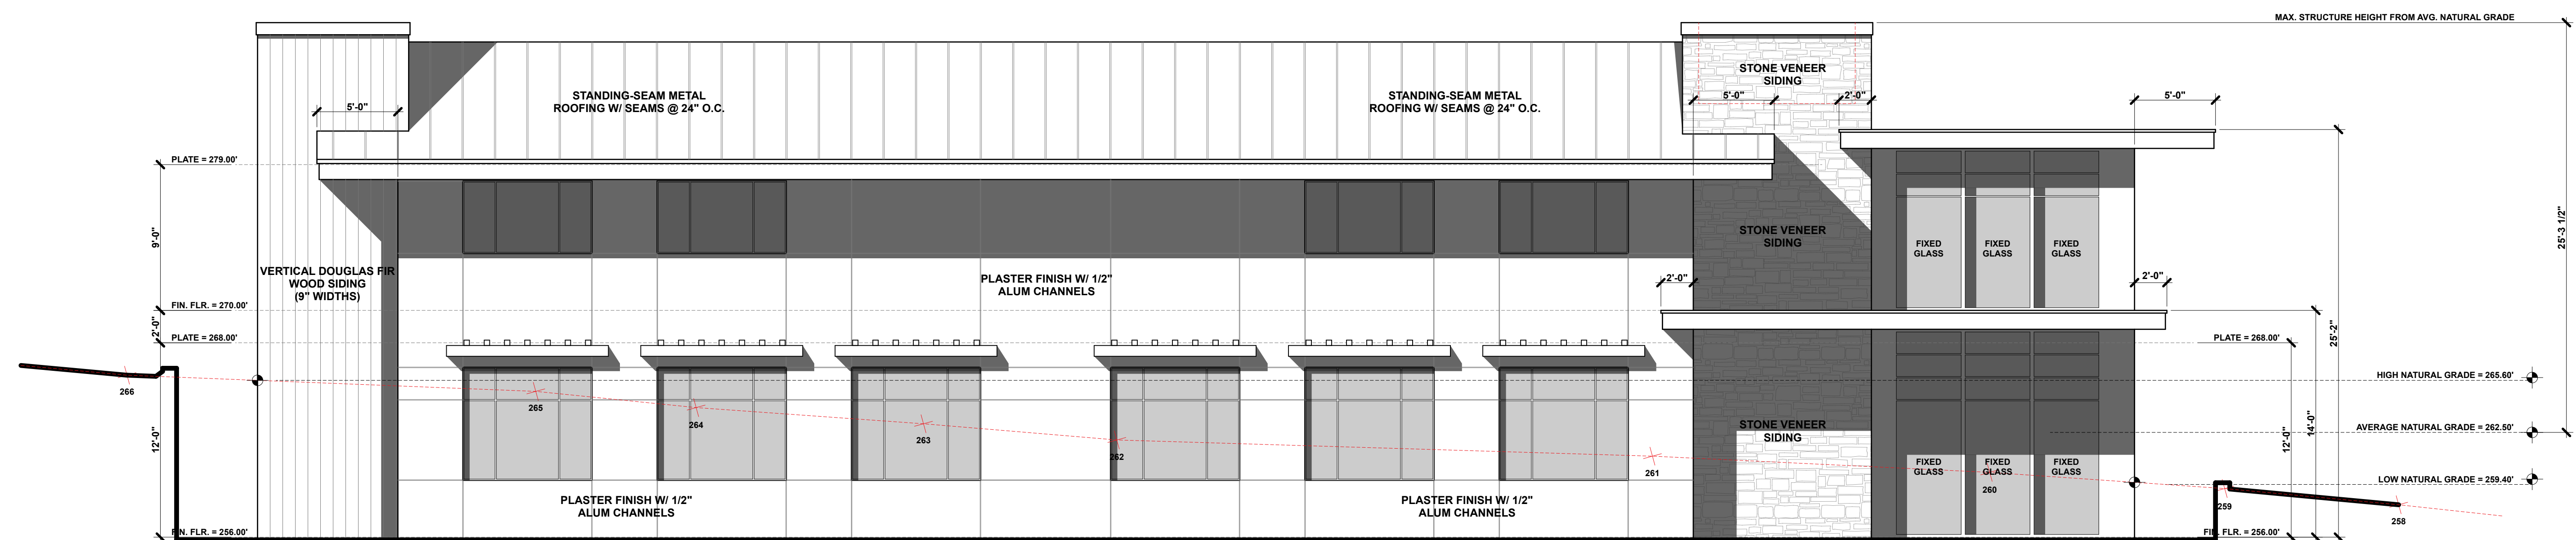 MAX. STRUCTURE HEIGHT FROM AVG. NATURAL GRADE
STONE VENEER
SIDING
STANDING-SEAM METAL
ROOFING W/ SEAMS @ 24" O.C.
STANDING-SEAM METAL
ROOFING W/ SEAMS @ 24" O.C.
5'-0"
5'-0"
2'-0"
5'-0"
PLATE = 279.00'
9'-0"
STONE VENEER
SIDING
FIXED
GLASS
FIXED
GLASS
FIXED
GLASS
25'-3 1/2"
VERTICAL DOUGLAS FIR
WOOD SIDING
(9" WIDTHS)
PLASTER FINISH W/ 1/2"
ALUM CHANNELS
2'-0"
2'-0"
FIN. FLR. = 270.00'
2'-0"
PLATE = 268.00'
25'-2"
PLATE = 268.00'
HIGH NATURAL GRADE = 265.60'
266
265
264
263
262
261
260
259
258
12'-0"
STONE VENEER
SIDING
AVERAGE NATURAL GRADE = 262.50'
14'-0"
12'-0"
FIXED
GLASS
FIXED
GLASS
FIXED
GLASS
LOW NATURAL GRADE = 259.40'
PLASTER FINISH W/ 1/2"
ALUM CHANNELS
PLASTER FINISH W/ 1/2"
ALUM CHANNELS
FIN. FLR. = 256.00'
FIN. FLR. = 256.00'